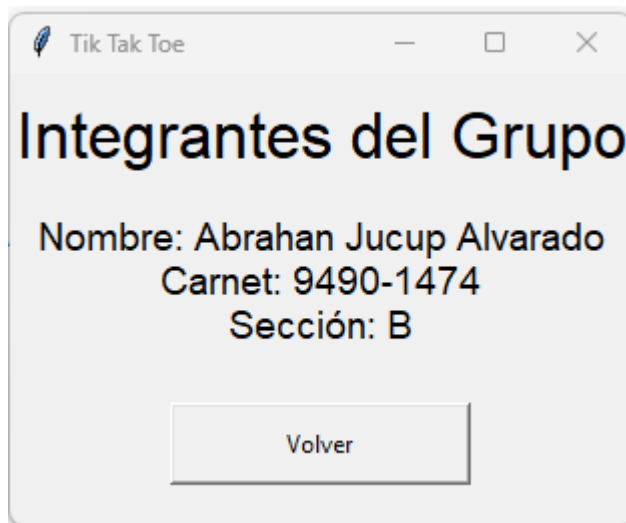 Tik Tak Toe
Integrantes del Grupo
Nombre: Abrahan Jucup Alvarado
Carnet: 9490-1474
Sección: B
Volver